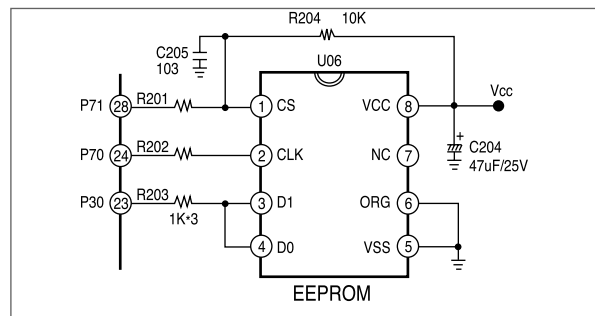 R204 10K
C205
103
U06
Vcc
P71 28 R201 1 CS VCC 8
+
C204
47uF/25V
P70 24 R202 2 CLK NC 7
P30 23 R203 3 D1 ORG 6
1K*3
4 D0 VSS 5
EEPROM